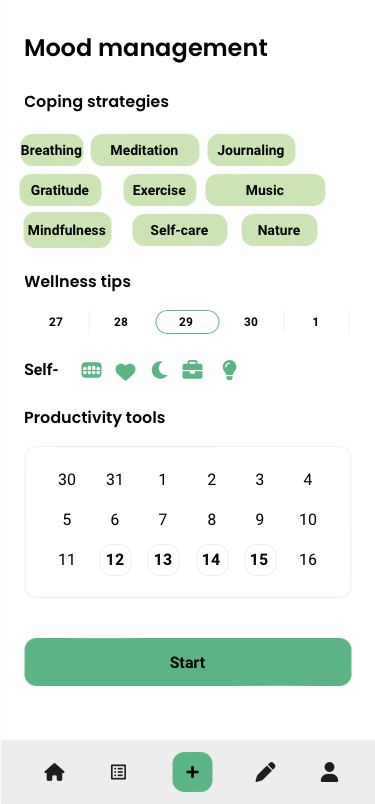 Mood management
Coping strategies
Breathing Meditation Journaling
Gratitude Exercise Music
Mindfulness Self-care Nature
Wellness tips
27 28 29 30 1
Self-
Productivity tools
30 31 1 2 3 4
5 6 7 8 9 10
11 12 13 14 15 16
Start